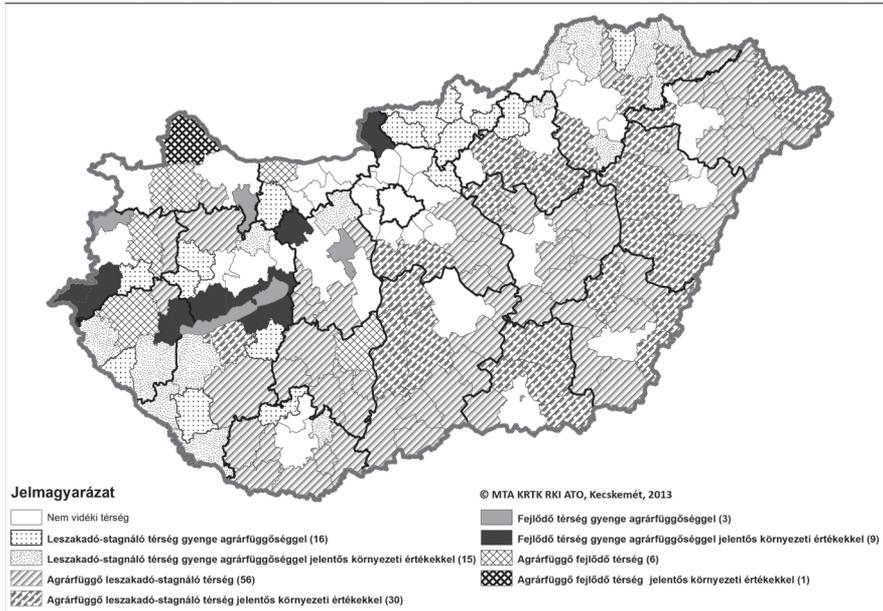 Jelmagyarázat
Nem vidéki térség
Leszakadó-stagnáló térség gyenge agrárfüggőséggel (16)
Leszakadó-stagnáló térség gyenge agrárfüggőséggel jelentős környezeti értékekkel (15)
Agrárfüggő leszakadó-stagnáló térség (56)
Agrárfüggő leszakadó-stagnáló térség jelentős környezeti értékekkel (30)
© MTA KRTK RKI ATO, Kecskemét, 2013
Fejlődő térség gyenge agrárfüggőséggel (3)
Fejlődő térség gyenge agrárfüggőséggel jelentős környezeti értékekkel (9)
Agrárfüggő fejlődő térség (6)
Agrárfüggő fejlődő térség jelentős környezeti értékekkel (1)